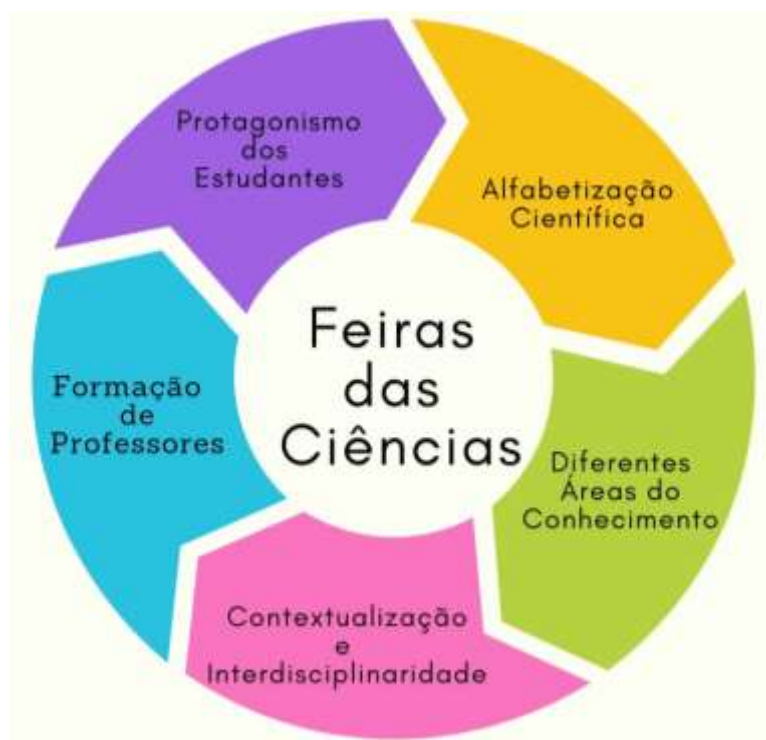 Feiras
das
Ciências
Protagonismo
dos
Estudantes
Alfabetização
Científica
Diferentes
Áreas do
Conhecimento
Contextualização
e
Interdisciplinaridade
Formação
de
Professores